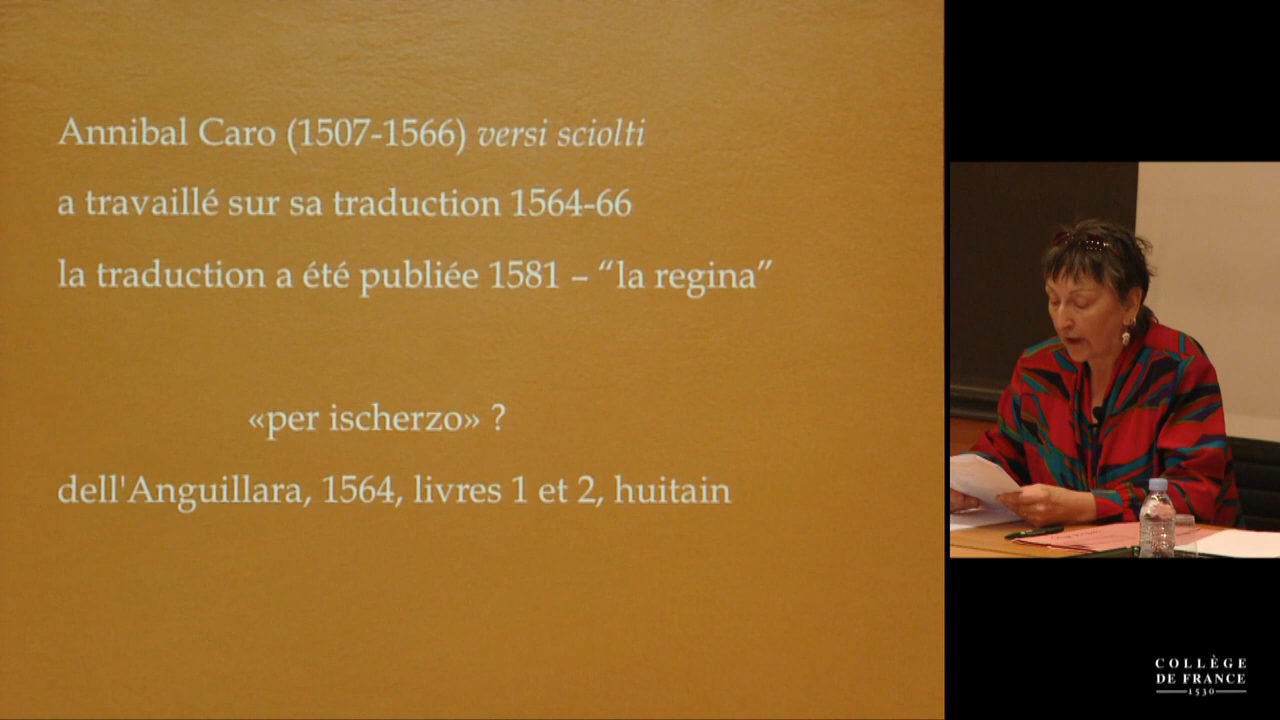 Annibal Caro (1507-1566) versi sciolti
a travaillé sur sa traduction 1564-66
la traduction a été publiée 1581 – “la regina”
«per ischerzo» ?
dell'Anguillara, 1564, livres 1 et 2, huitain
COLLÈGE
DE FRANCE
1530